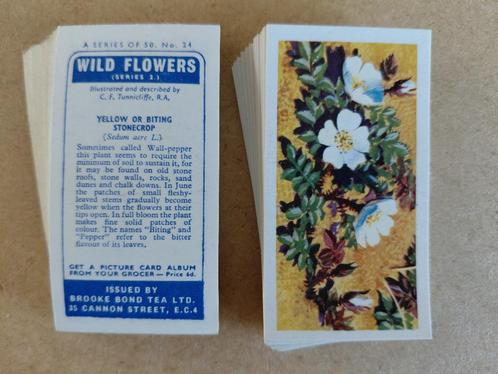 A SERIES OF 50, No. 24
WILD FLOWERS
(SERIES 2.)
Illustrated and described by
C. F. Tunnicliffe, R.A.
YELLOW OR BITING
STONECROP
(Sedum acre L.)
Sometimes called Wall-pepper
this plant seems to require the
minimum of soil to sustain it, for
it may be found on old stone
roofs, stone walls, rocks, sand
dunes and chalk downs. In June
the patches of small fleshy-
leaved stems gradually become
yellow when the flowers at their
tips open. In full bloom the plant
makes fine solid patches of
colour. The names "Biting" and
"Pepper" refer to the bitter
flavour of its leaves.
GET A PICTURE CARD ALBUM
FROM YOUR GROCER—Price 6d.
ISSUED BY
BROOKE BOND TEA LTD.
35 CANNON STREET, E.C.4